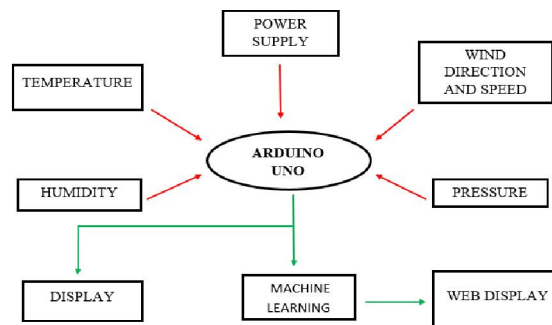 POWER
SUPPLY
TEMPERATURE
WIND
DIRECTION
AND SPEED
ARDUINO
UNO
HUMIDITY
PRESSURE
DISPLAY
MACHINE
LEARNING
WEB DISPLAY